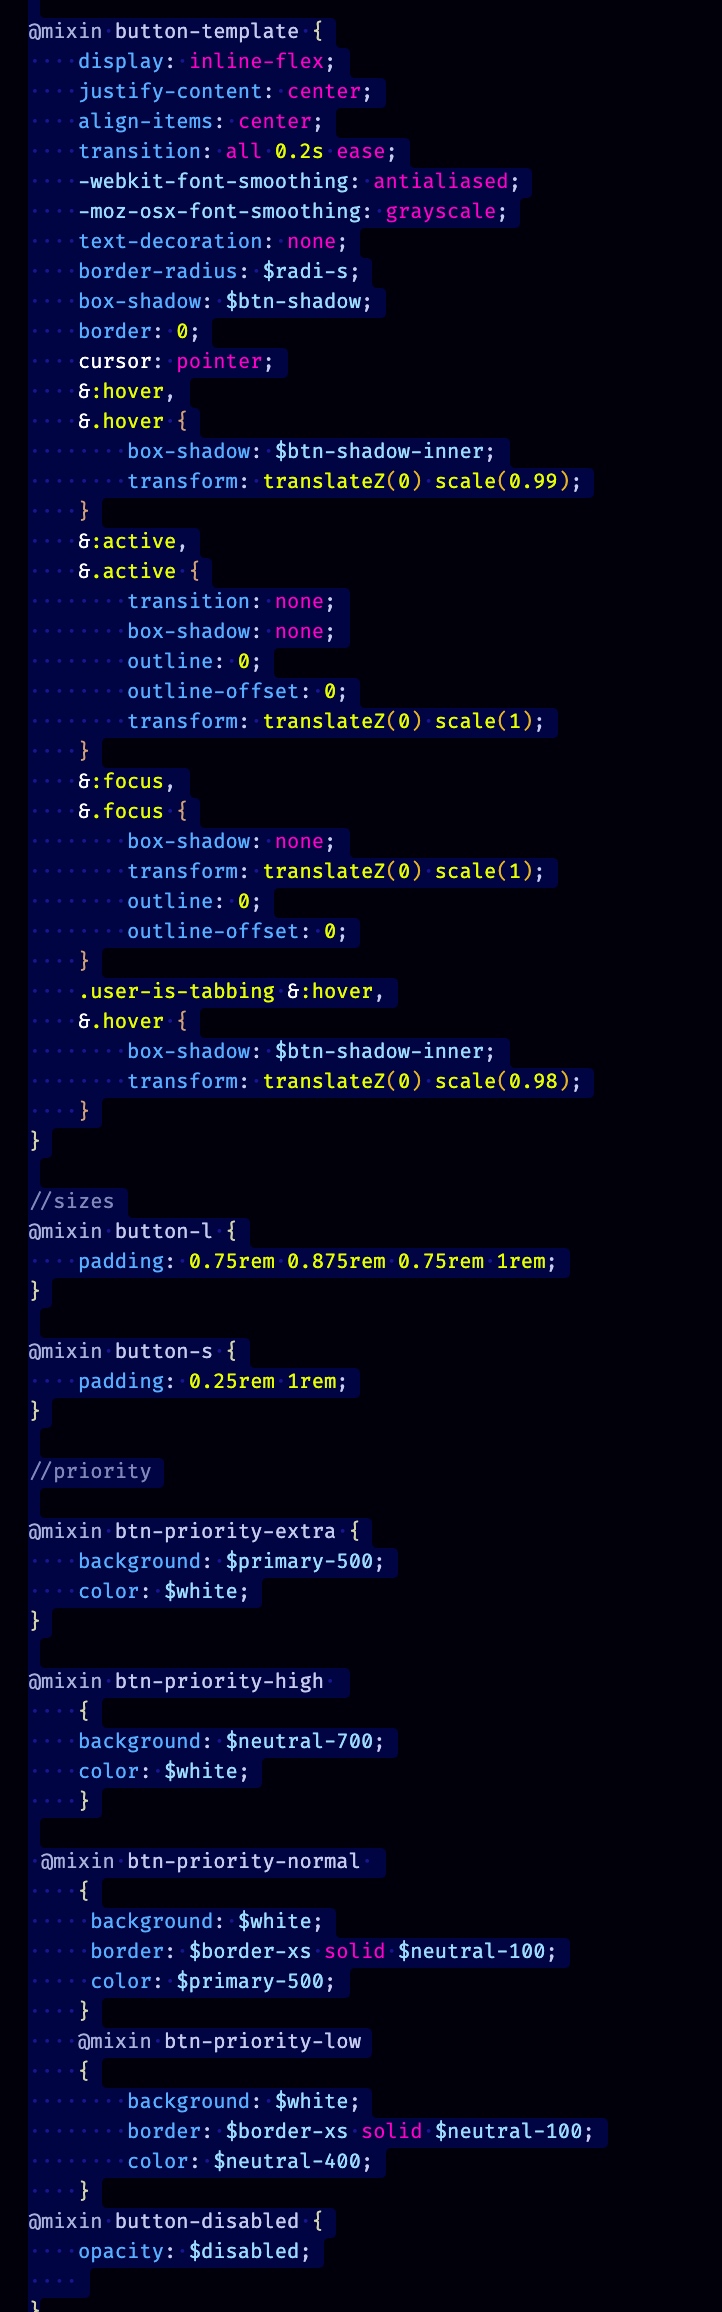 @mixin button-template {
    display: inline-flex;
    justify-content: center;
    align-items: center;
    transition: all 0.2s ease;
    -webkit-font-smoothing: antialiased;
    -moz-osx-font-smoothing: grayscale;
    text-decoration: none;
    border-radius: $radi-s;
    box-shadow: $btn-shadow;
    border: 0;
    cursor: pointer;
    &:hover,
    &.hover {
        box-shadow: $btn-shadow-inner;
        transform: translateZ(0) scale(0.99);
    }
    &:active,
    &.active {
        transition: none;
        box-shadow: none;
        outline: 0;
        outline-offset: 0;
        transform: translateZ(0) scale(1);
    }
    &:focus,
    &.focus {
        box-shadow: none;
        transform: translateZ(0) scale(1);
        outline: 0;
        outline-offset: 0;
    }
    .user-is-tabbing &:hover,
    &.hover {
        box-shadow: $btn-shadow-inner;
        transform: translateZ(0) scale(0.98);
    }
}

//sizes
@mixin button-l {
    padding: 0.75rem 0.875rem 0.75rem 1rem;
}

@mixin button-s {
    padding: 0.25rem 1rem;
}

//priority

@mixin btn-priority-extra {
    background: $primary-500;
    color: $white;
}

@mixin btn-priority-high
    {
    background: $neutral-700;
    color: $white;
    }

 @mixin btn-priority-normal
    {
     background: $white;
     border: $border-xs solid $neutral-100;
     color: $primary-500;
    }
    @mixin btn-priority-low
    {
        background: $white;
        border: $border-xs solid $neutral-100;
        color: $neutral-400;
    }
@mixin button-disabled {
    opacity: $disabled;

}